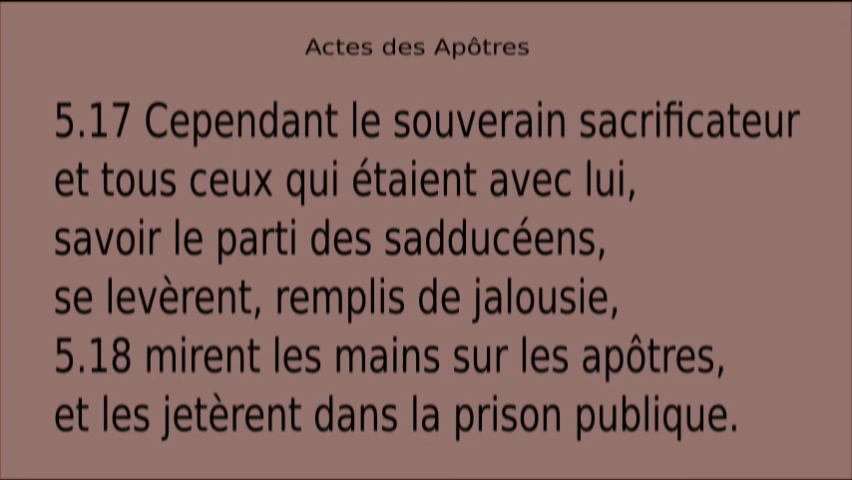 Actes des Apôtres
5.17 Cependant le souverain sacrificateur
et tous ceux qui étaient avec lui,
savoir le parti des sadducéens,
se levèrent, remplis de jalousie,
5.18 mirent les mains sur les apôtres,
et les jetèrent dans la prison publique.